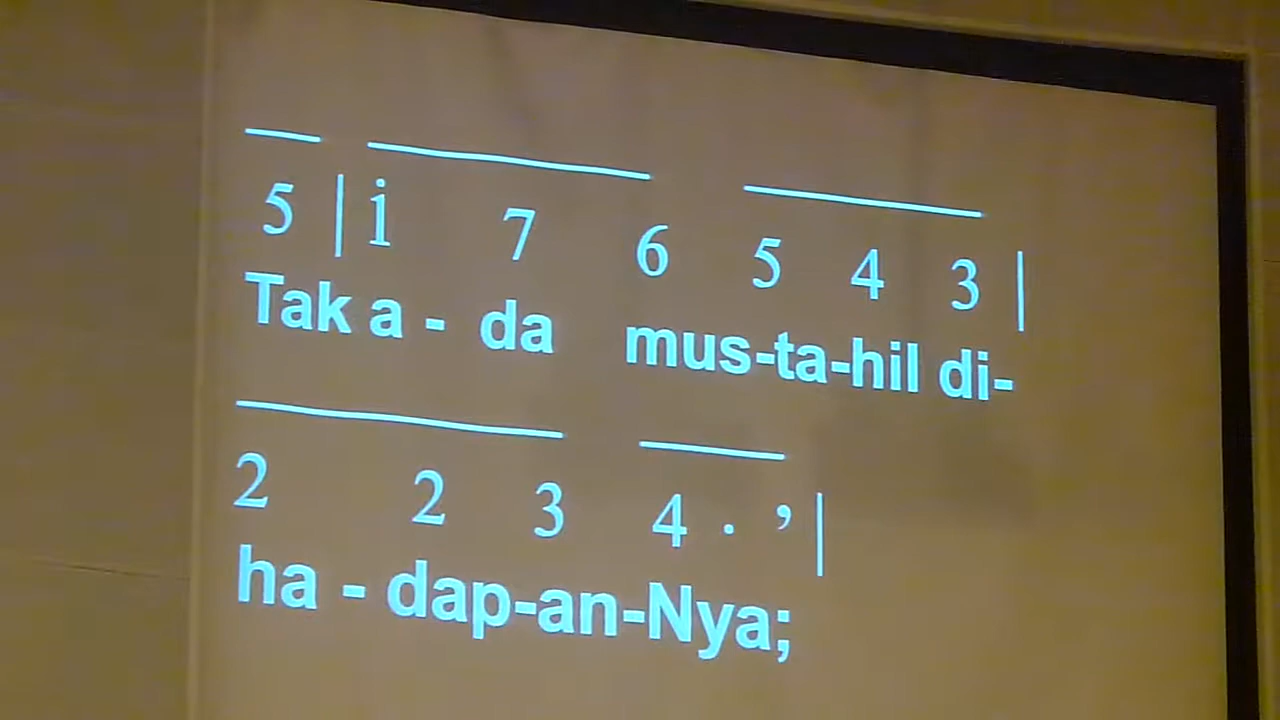 5 | i 7 6 5 4 3 |
Tak a - da mus-ta-hil di-
2 2 3 4 . , |
ha - dap-an-Nya;